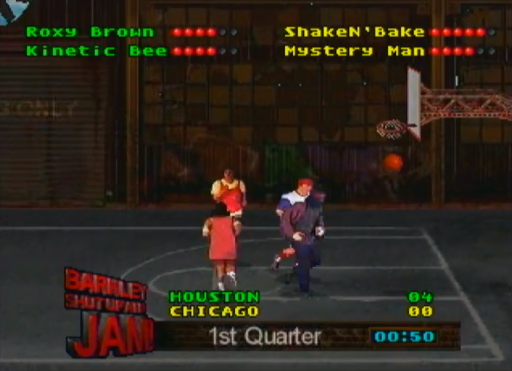 Roxy Brown
ShakeN'Bake
Kinetic Bee
Mystery Man
ONLY
BARKLEY
SHUT UP AND
JAM!
HOUSTON 04
CHICAGO 00
1st Quarter 00:50